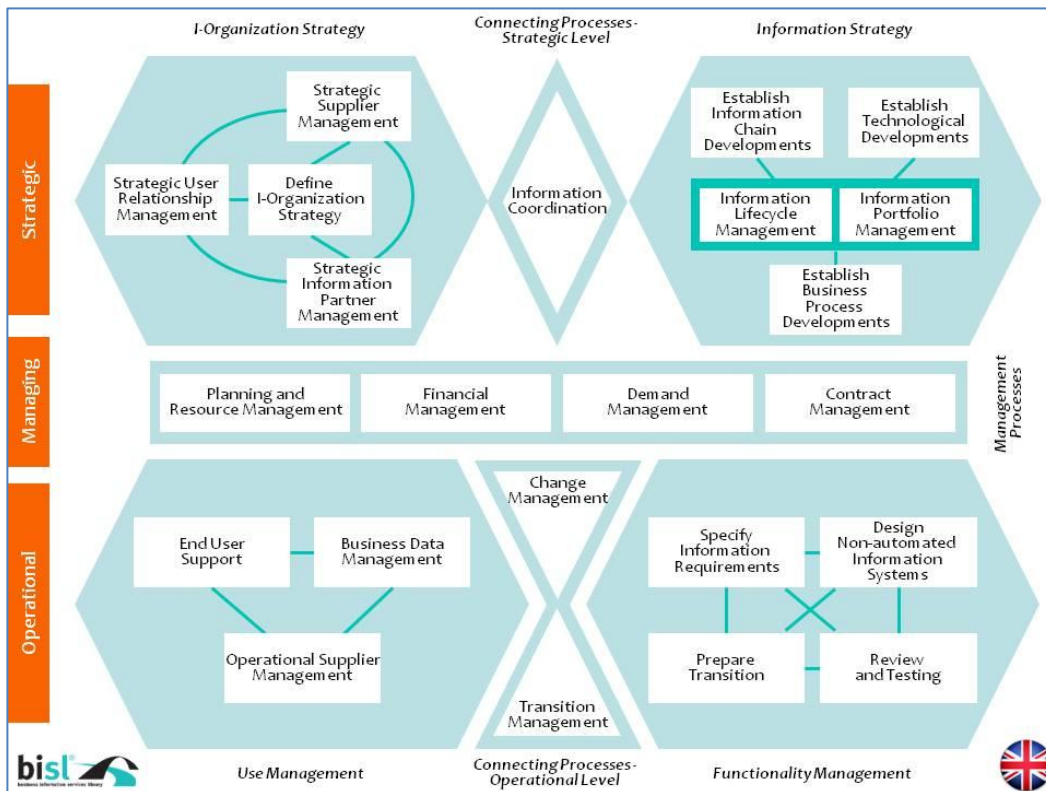 I-Organization Strategy
Connecting Processes-
Strategic Level
Information Strategy
Strategic
Strategic
Supplier
Management
Strategic User
Relationship
Management
Define
I-Organization
Strategy
Strategic
Information
Partner
Management
Information
Coordination
Establish
Information
Chain
Developments
Establish
Technological
Developments
Information
Lifecycle
Management
Information
Portfolio
Management
Establish
Business
Process
Developments
Managing
Planning and
Resource Management
Financial
Management
Demand
Management
Contract
Management
Management
Processes
Operational
End User
Support
Business Data
Management
Operational Supplier
Management
Change
Management
Transition
Management
Specify
Information
Requirements
Design
Non-automated
Information
Systems
Prepare
Transition
Review
and Testing
bisl®
business information services library
Use Management
Connecting Processes-
Operational Level
Functionality Management